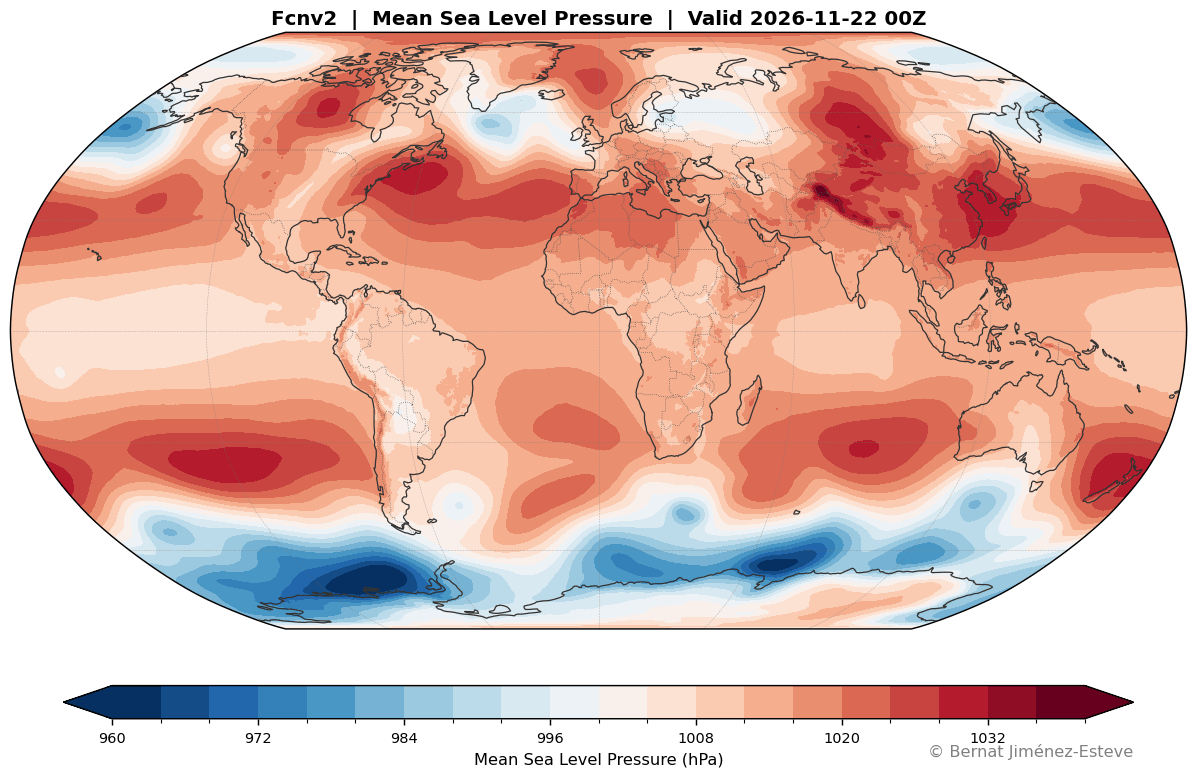 Fcnv2 | Mean Sea Level Pressure | Valid 2026-11-22 00Z
960 972 984 996 1008 1020 1032
Mean Sea Level Pressure (hPa)
© Bernat Jiménez-Esteve